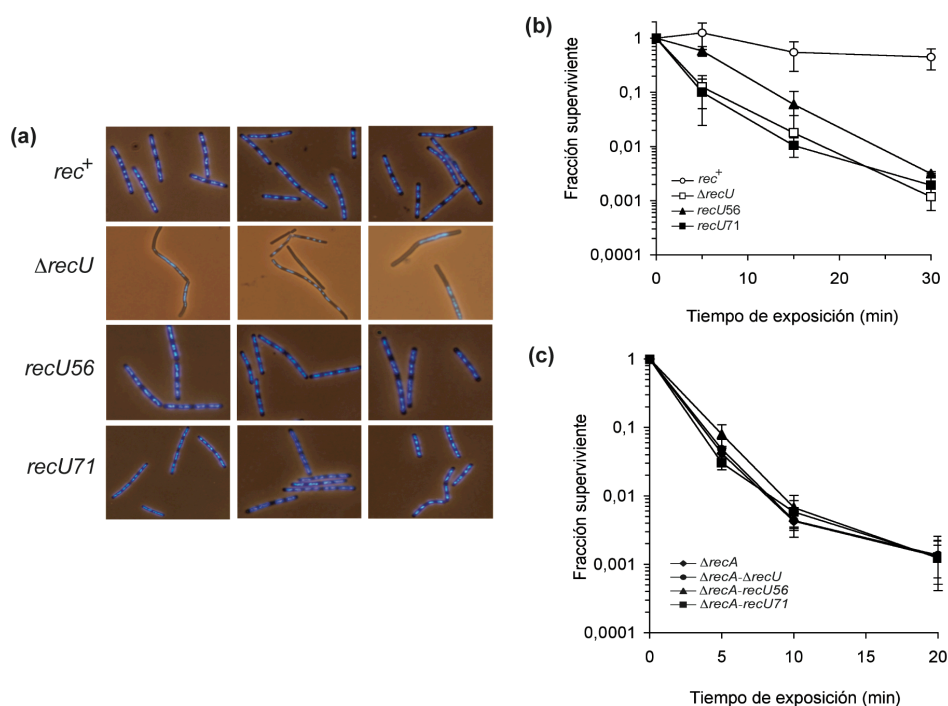 (a)
rec+
ΔrecU
recU56
recU71
(b)
Fracción superviviente
1
0,1
0,01
0,001
0,0001
rec+
ΔrecU
recU56
recU71
0
10
20
30
Tiempo de exposición (min)
(c)
Fracción superviviente
1
0,1
0,01
0,001
0,0001
ΔrecA
ΔrecA-ΔrecU
ΔrecA-recU56
ΔrecA-recU71
0
5
10
15
20
Tiempo de exposición (min)